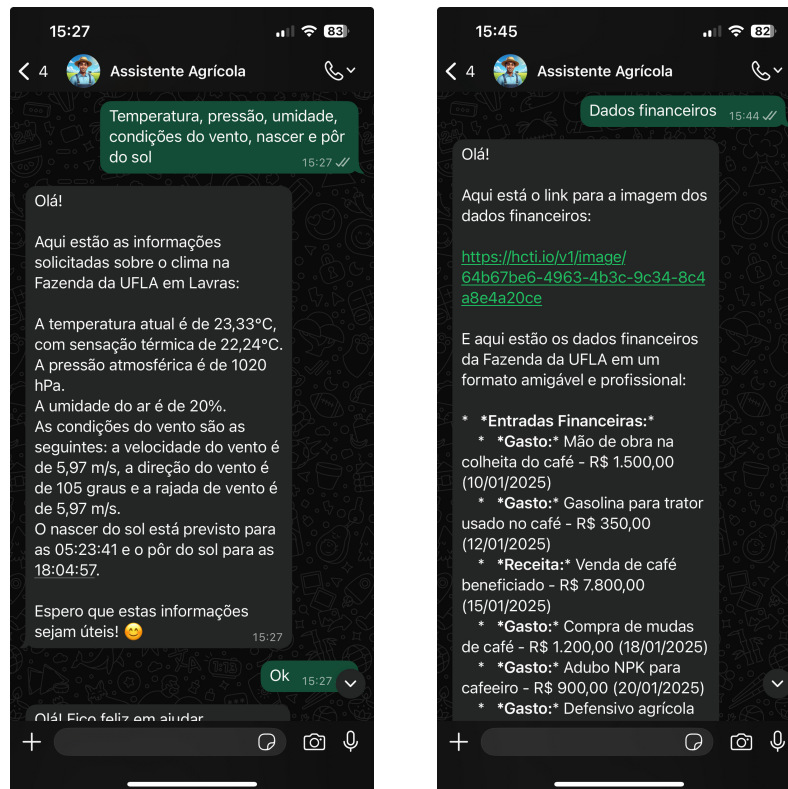 15:27
83
4
Assistente Agrícola
Temperatura, pressão, umidade,
condições do vento, nascer e pôr
do sol
15:27
Olá!
Aqui estão as informações
solicitadas sobre o clima na
Fazenda da UFLA em Lavras:
A temperatura atual é de 23,33°C,
com sensação térmica de 22,24°C.
A pressão atmosférica é de 1020
hPa.
A umidade do ar é de 20%.
As condições do vento são as
seguintes: a velocidade do vento é
de 5,97 m/s, a direção do vento é
de 105 graus e a rajada de vento é
de 5,97 m/s.
O nascer do sol está previsto para
as 05:23:41 e o pôr do sol para as
18:04:57.
Espero que estas informações
sejam úteis! 😊
15:27
Ok
15:27
Olá! Fico feliz em ajudar
15:45
82
4
Assistente Agrícola
Dados financeiros
15:44
Olá!
Aqui está o link para a imagem dos
dados financeiros:
https://hcti.io/v1/image/
64b67be6-4963-4b3c-9c34-8c4
a8e4a20ce
E aqui estão os dados financeiros
da Fazenda da UFLA em um
formato amigável e profissional:
* *Entradas Financeiras:*
* *Gasto:* Mão de obra na
colheita do café - R$ 1.500,00
(10/01/2025)
* *Gasto:* Gasolina para trator
usado no café - R$ 350,00
(12/01/2025)
* *Receita:* Venda de café
beneficiado - R$ 7.800,00
(15/01/2025)
* *Gasto:* Compra de mudas
de café - R$ 1.200,00 (18/01/2025)
* *Gasto:* Adubo NPK para
cafeeiro - R$ 900,00 (20/01/2025)
* *Gasto:* Defensivo agrícola